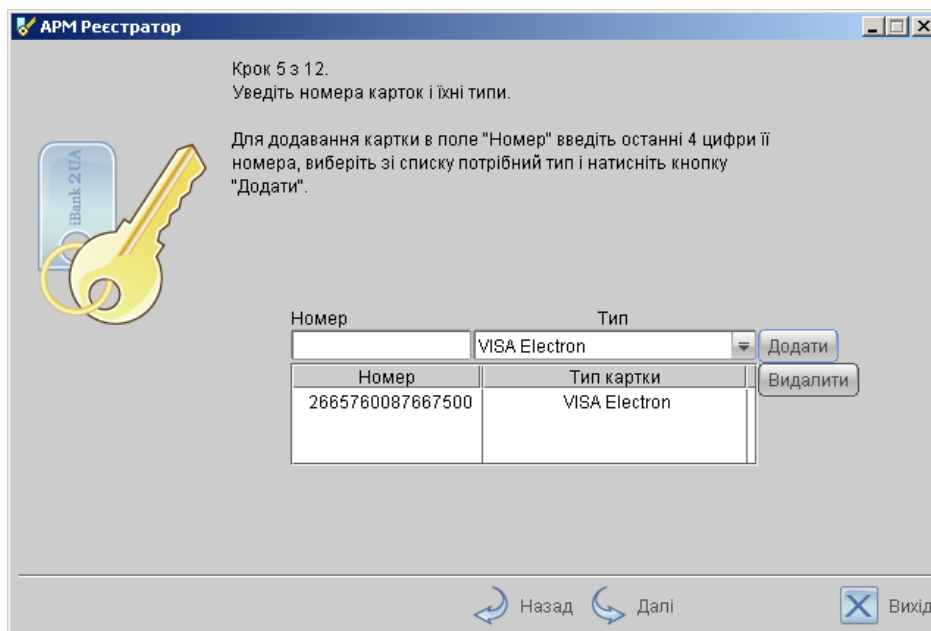 АРМ Реєстратор
Крок 5 з 12.
Уведіть номера карток і їхні типи.
Для додавання картки в поле "Номер" введіть останні 4 цифри її
номера, виберіть зі списку потрібний тип і натисніть кнопку
"Додати".
iBank 2 UA
Номер Тип
VISA Electron Додати
Номер Тип картки Видалити
2665760087667500 VISA Electron
Назад Далі Вихід